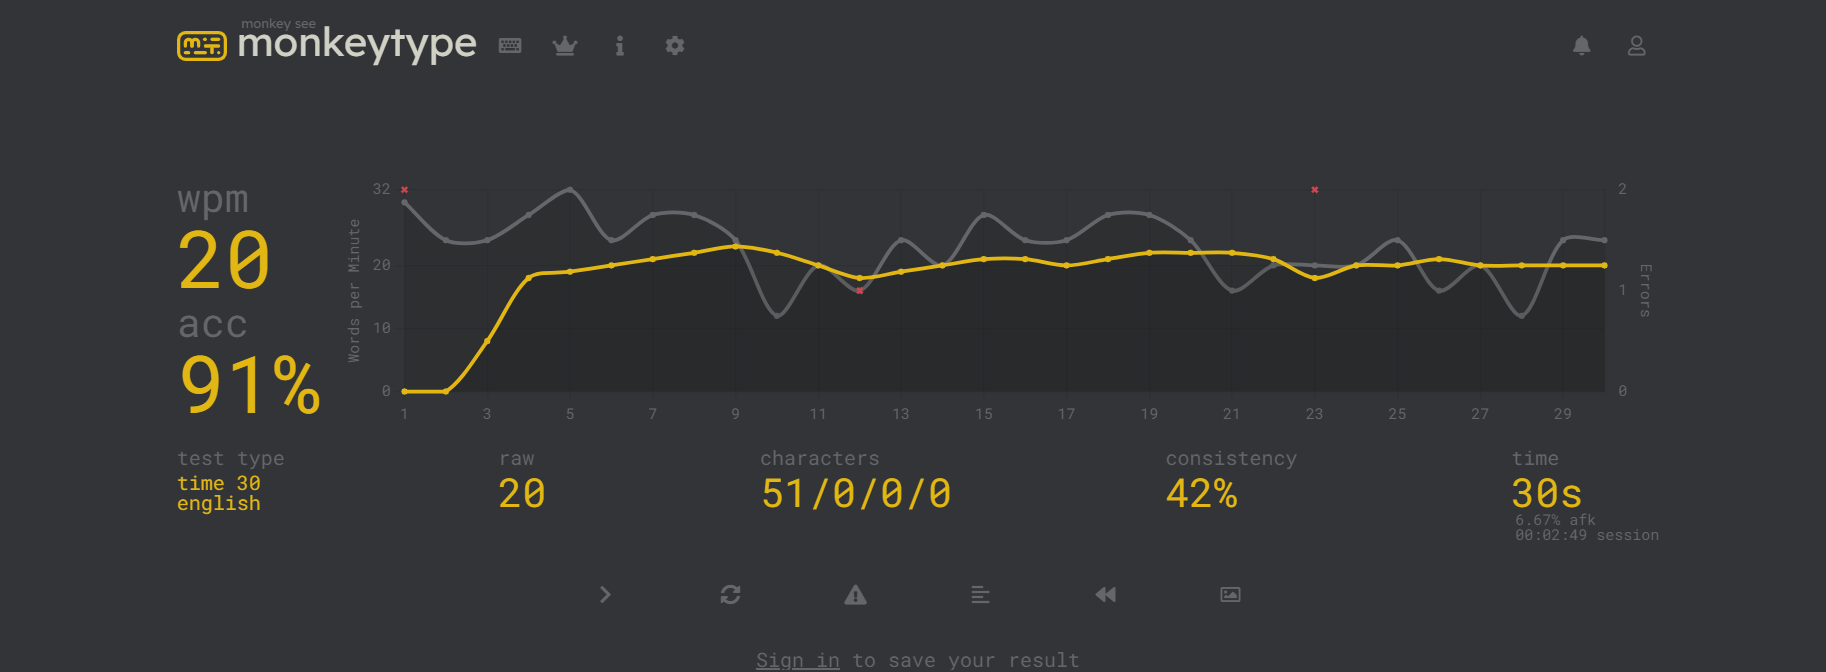 monkey see
monkeytype
wpm
20
acc
91%
Words per Minute
32
20
10
0
1 3 5 7 9 11 13 15 17 19 21 23 25 27 29
2
1
0
Errors
test type
time 30
english
raw
20
characters
51/0/0/0
consistency
42%
time
30s
6.67% afk
00:02:49 session
Sign in to save your result